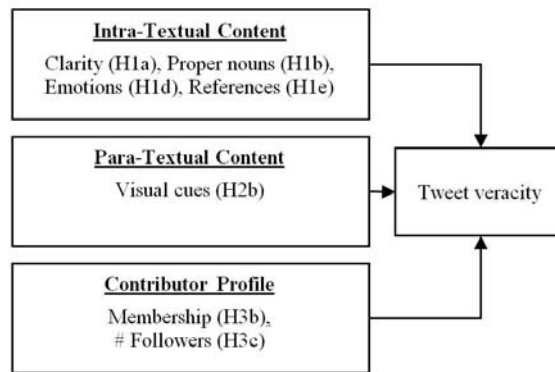 Intra-Textual Content
Clarity (H1a), Proper nouns (H1b),
Emotions (H1d), References (H1e)
Para-Textual Content
Visual cues (H2b)
Tweet veracity
Contributor Profile
Membership (H3b),
# Followers (H3c)